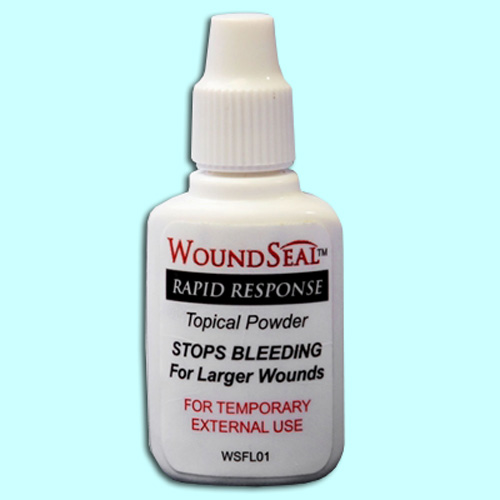 WOUNDSEAL™
RAPID RESPONSE
Topical Powder
STOPS BLEEDING
For Larger Wounds
FOR TEMPORARY
EXTERNAL USE
WSFL01